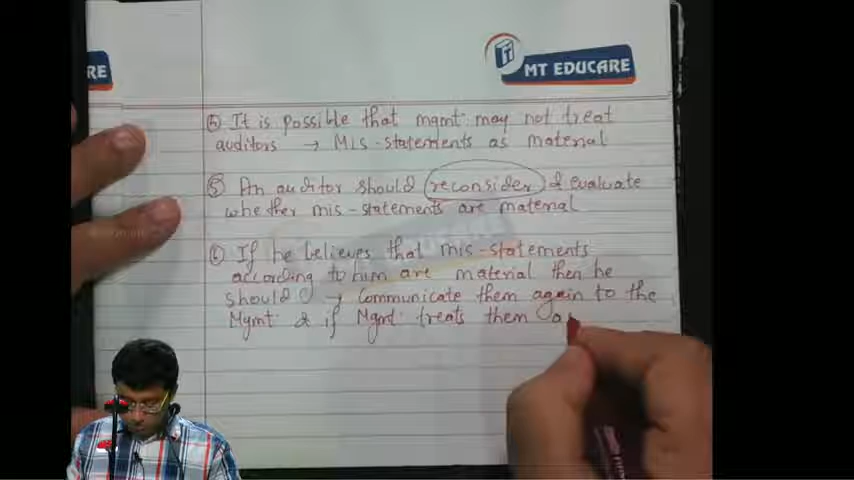 RE
MT EDUCARE
④ It is possible that mgmt. may not treat
auditors → Mis-statements as material
⑤ An auditor should reconsider & evaluate
whether mis-statements are material
⑥ If he believes that mis-statements
according to him are material then he
should → Communicate them again to the
Mgmt. & if Mgmt. treats them as